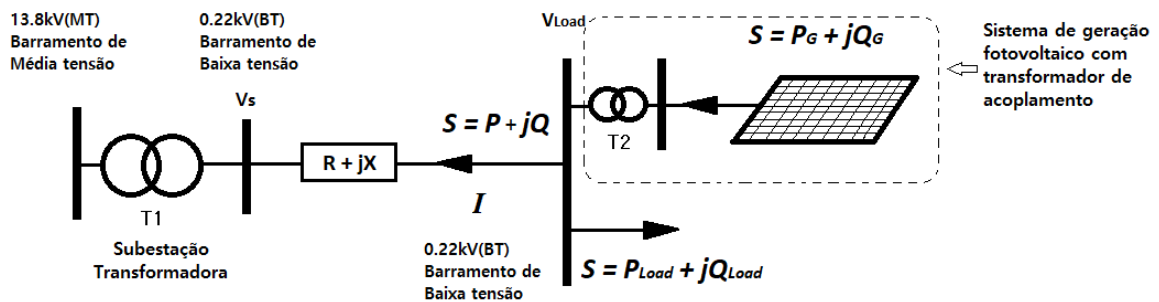 13.8kV(MT)
Barramento de
Média tensão
0.22kV(BT)
Barramento de
Baixa tensão
Vs
T1
Subestação
Transformadora
R + jX
S = P + jQ
I
0.22kV(BT)
Barramento de
Baixa tensão
VLoad
T2
S = PG + jQG
S = PLoad + jQLoad
Sistema de geração
fotovoltaico com
transformador de
acoplamento